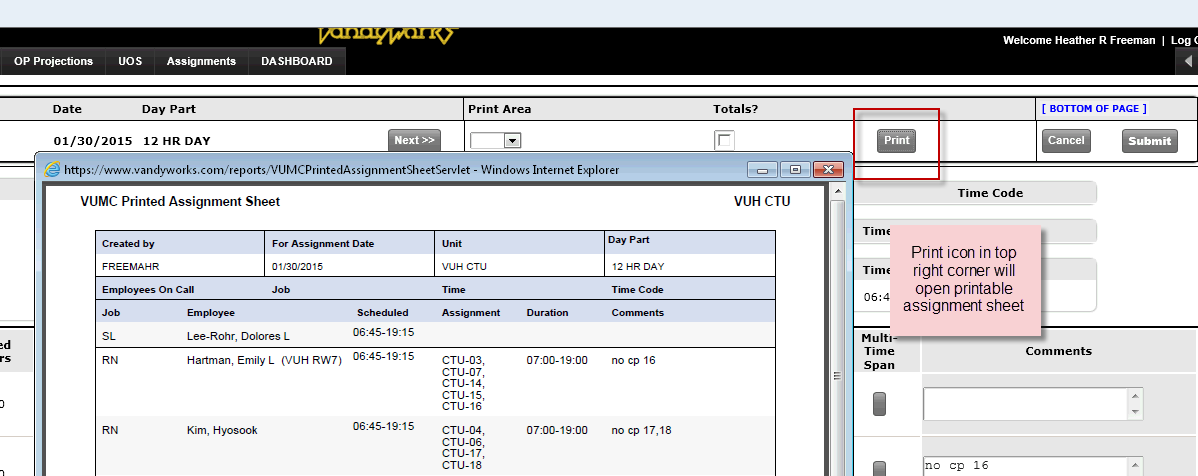 VandyWorks
Welcome Heather R Freeman | Log
OP Projections UOS Assignments DASHBOARD
Date Day Part Print Area Totals? [ BOTTOM OF PAGE ]
01/30/2015 12 HR DAY Next >> Print Cancel Submit
https://www.vandyworks.com/reports/VUMCPrintedAssignmentSheetServlet - Windows Internet Explorer
VUMC Printed Assignment Sheet VUH CTU
Created by For Assignment Date Unit Day Part
FREEMAHR 01/30/2015 VUH CTU 12 HR DAY
Employees On Call Job Time Time Code
Job Employee Scheduled Assignment Duration Comments
SL Lee-Rohr, Dolores L 06:45-19:15
RN Hartman, Emily L (VUH RW7) 06:45-19:15 CTU-03, 07:00-19:00 no cp 16
CTU-07,
CTU-14,
CTU-15,
CTU-16
RN Kim, Hyosook 06:45-19:15 CTU-04, 07:00-19:00 no cp 17,18
CTU-06,
CTU-17,
CTU-18
Time Code
Time
Time
06:4
Print icon in top
right corner will
open printable
assignment sheet
Multi-
Time
Span
Comments
no cp 16